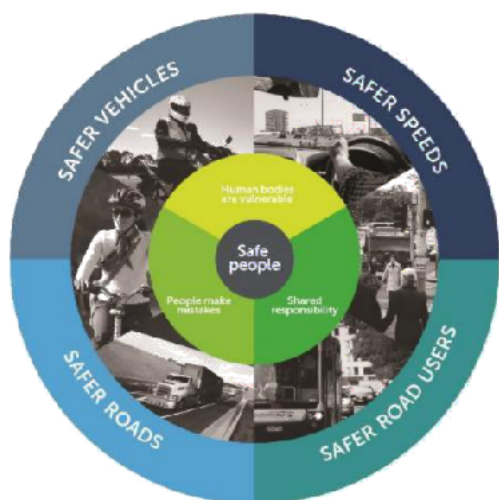 SAFER VEHICLES
SAFER SPEEDS
Human bodies
are vulnerable
Safe
people
People make
mistakes
Shared
responsibility
SAFER ROADS
SAFER ROAD USERS